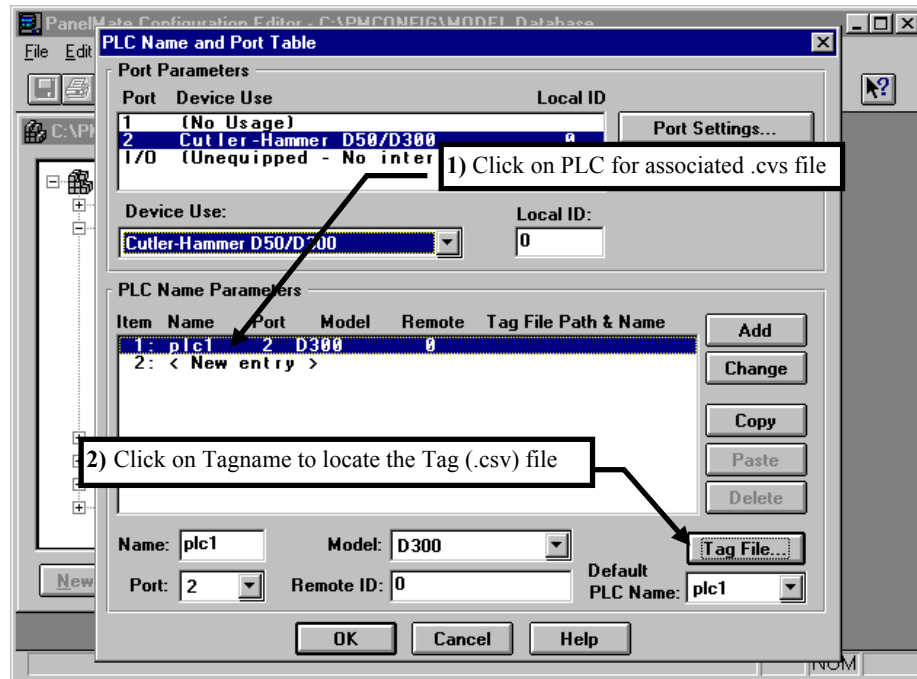 PanelMate Configuration Editor - C:\PMCONFIG\MODEL Database
File Edit
PLC Name and Port Table
Port Parameters
Port Device Use Local ID
1 (No Usage)
2 Cutler-Hammer D50/D300 0
I/O (Unequipped - No inter
Port Settings...
1) Click on PLC for associated .cvs file
Device Use: Local ID:
Cutler-Hammer D50/D300 0
C:\PM
PLC Name Parameters
Item Name Port Model Remote Tag File Path & Name
1: plc1 2 D300 0
2: < New entry >
Add
Change
Copy
Paste
Delete
2) Click on Tagname to locate the Tag (.csv) file
Name: plc1 Model: D300 Tag File...
Port: 2 Remote ID: 0 Default PLC Name: plc1
New
OK Cancel Help
NUM